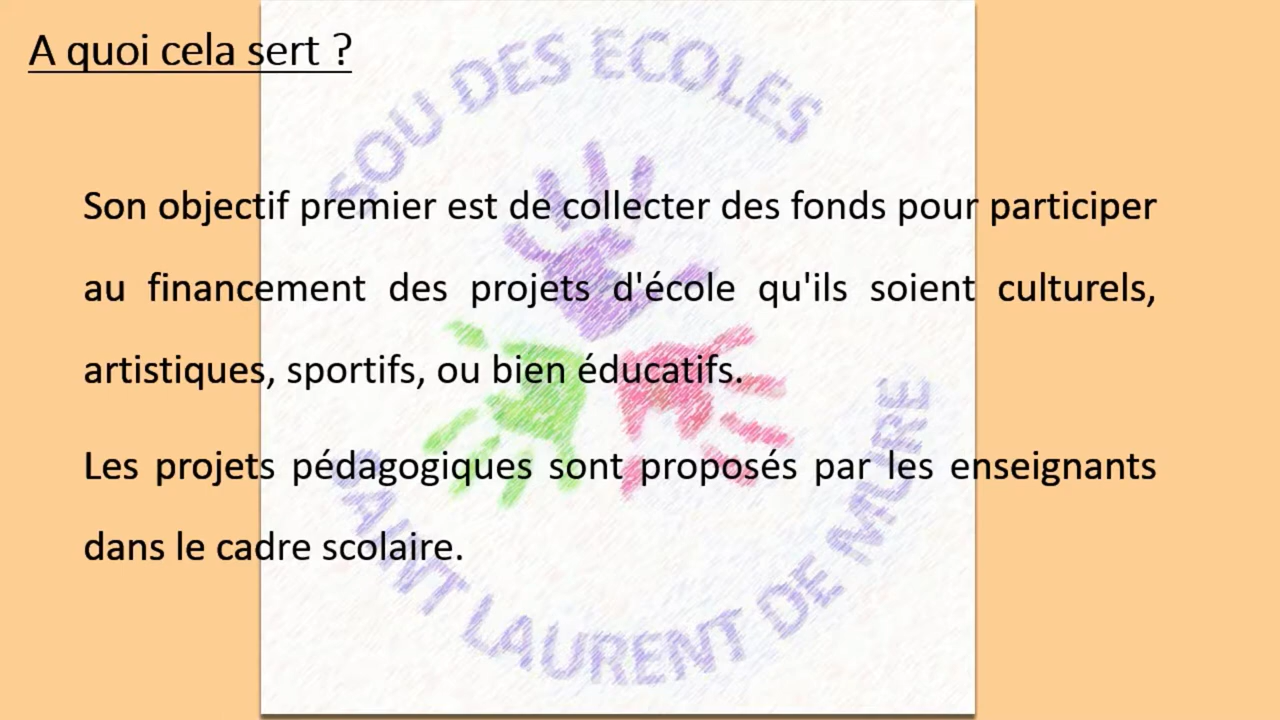 A quoi cela sert ?
SOU DES ECOLES
Son objectif premier est de collecter des fonds pour participer
au financement des projets d'école qu'ils soient culturels,
artistiques, sportifs, ou bien éducatifs.
Les projets pédagogiques sont proposés par les enseignants
dans le cadre scolaire.
SAINT LAURENT DE MURE